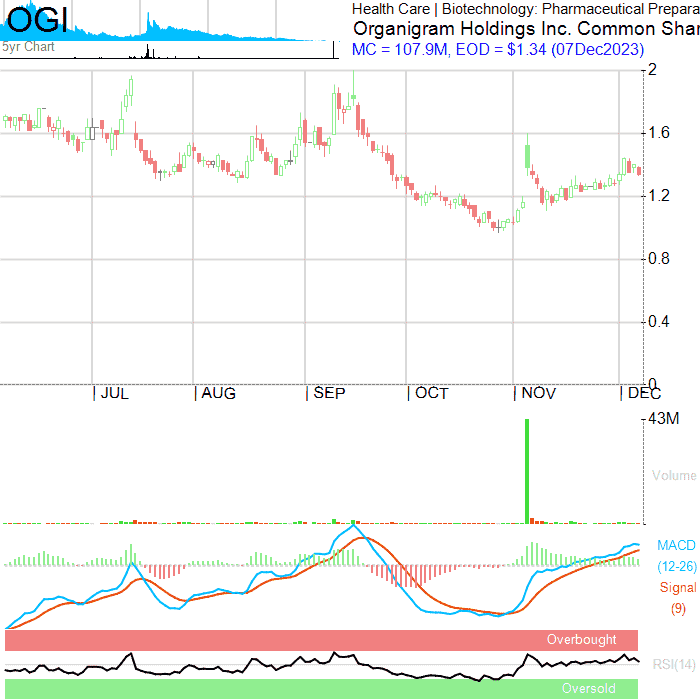 OGI
5yr Chart
Health Care | Biotechnology: Pharmaceutical Prepara
Organigram Holdings Inc. Common Shar
MC = 107.9M, EOD = $1.34 (07Dec2023)
2
1.6
1.2
0.8
0.4
0
JUL AUG SEP OCT NOV DEC
43M
Volume
MACD
(12-26)
Signal
(9)
Overbought
RSI(14)
Oversold